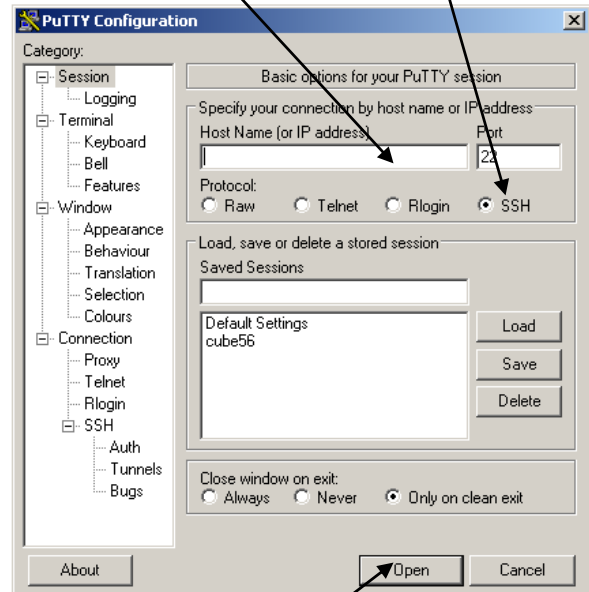 PuTTY Configuration
Category:
Session
Logging
Terminal
Keyboard
Bell
Features
Window
Appearance
Behaviour
Translation
Selection
Colours
Connection
Proxy
Telnet
Rlogin
SSH
Auth
Tunnels
Bugs
Basic options for your PuTTY session
Specify your connection by host name or IP address
Host Name (or IP address) Port
22
Protocol:
Raw Telnet Rlogin SSH
Load, save or delete a stored session
Saved Sessions
Default Settings
cube56
Load
Save
Delete
Close window on exit:
Always Never Only on clean exit
About Open Cancel